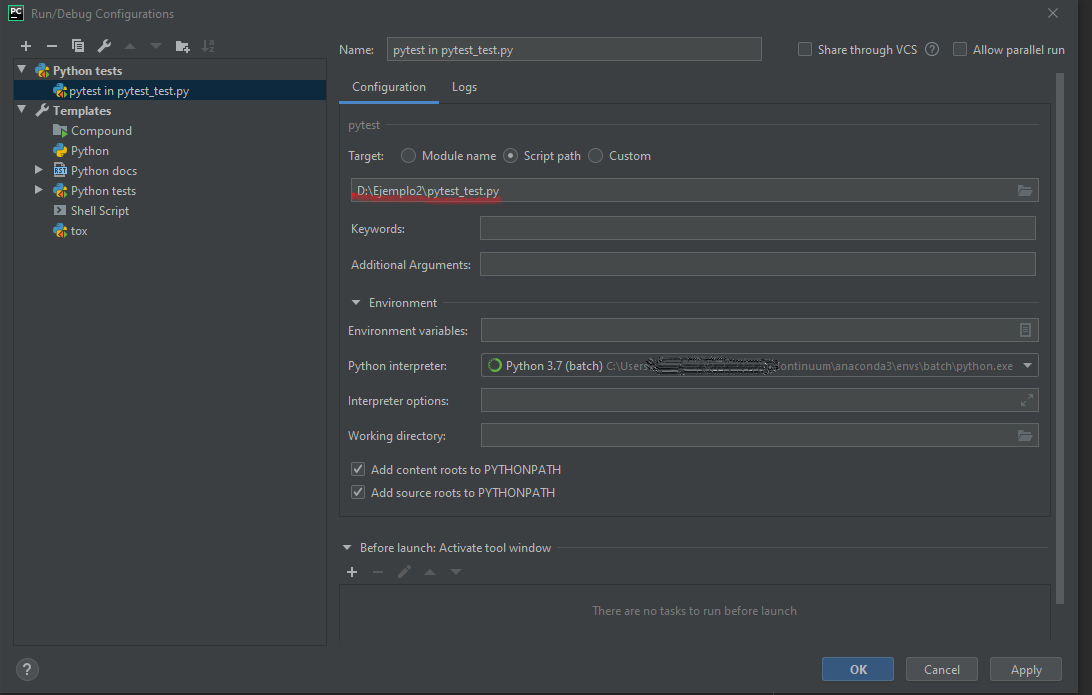 PC Run/Debug Configurations
Name: pytest in pytest_test.py Share through VCS ? Allow parallel run
Python tests
pytest in pytest_test.py
Templates
Compound
Python
Python docs
Python tests
Shell Script
tox
Configuration Logs
pytest
Target: Module name Script path Custom
D:\Ejemplo2\pytest_test.py
Keywords:
Additional Arguments:
Environment
Environment variables:
Python interpreter: Python 3.7 (batch) C:\Users ontinuum\anaconda3\envs\batch\python.exe
Interpreter options:
Working directory:
Add content roots to PYTHONPATH
Add source roots to PYTHONPATH
Before launch: Activate tool window
There are no tasks to run before launch
? OK Cancel Apply